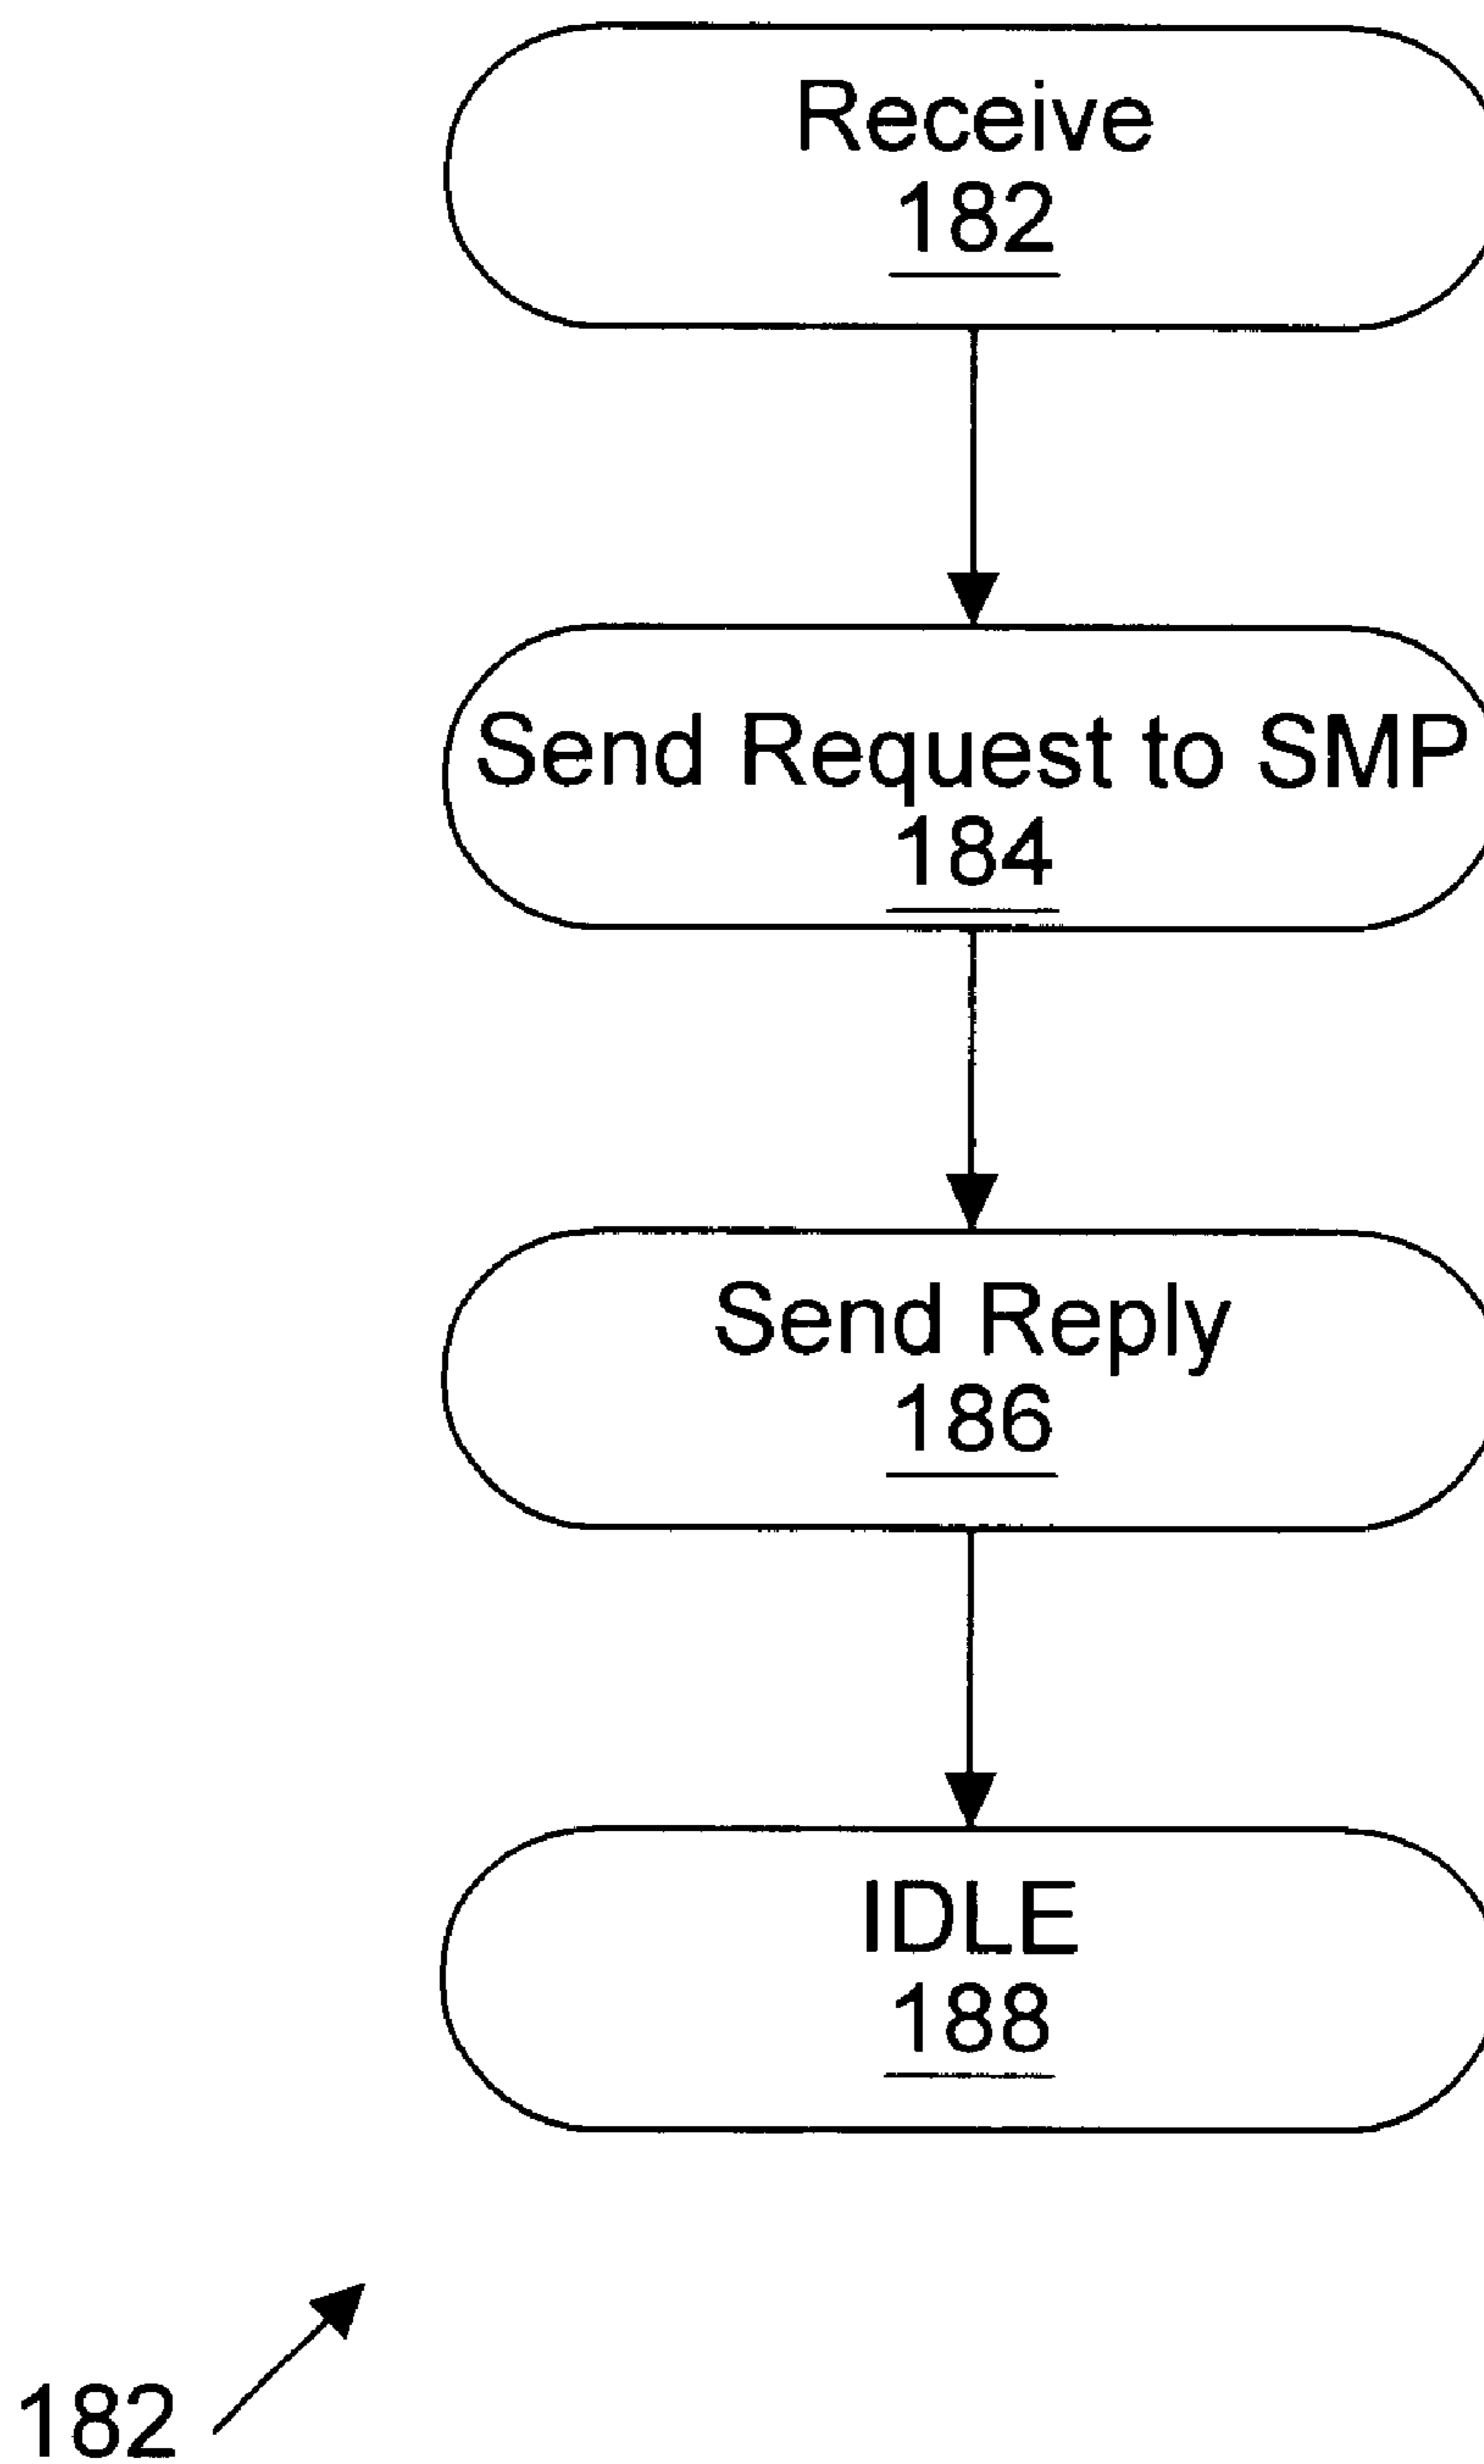 Receive
182
Send Request to SMP
184
Send Reply
186
IDLE
188
182